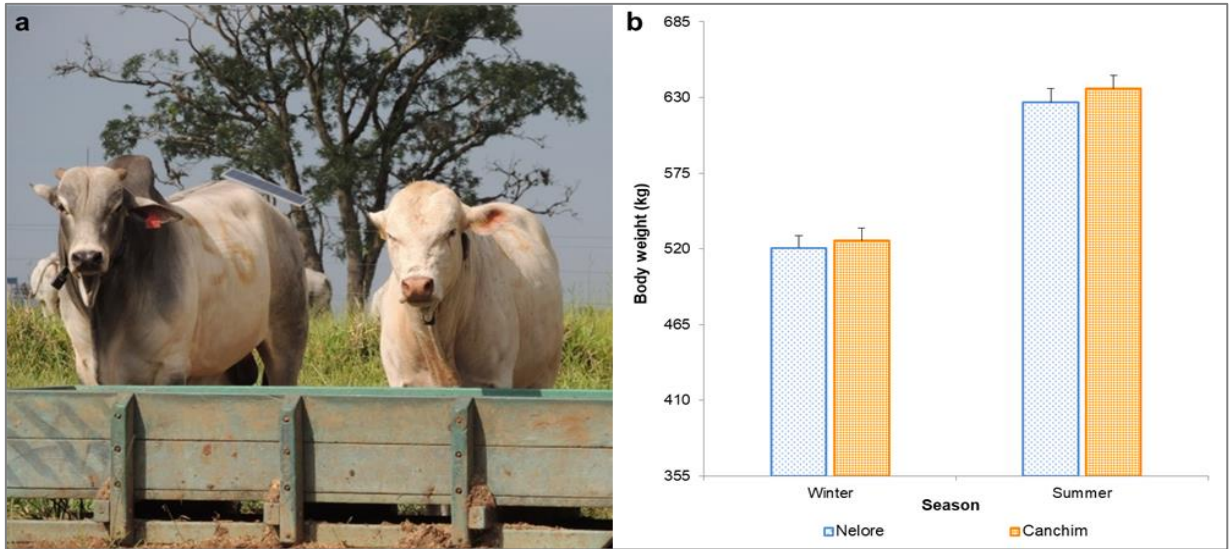 a
b
685
630
575
520
465
410
355
Body weight (kg)
Winter
Summer
Season
Nelore
Canchim